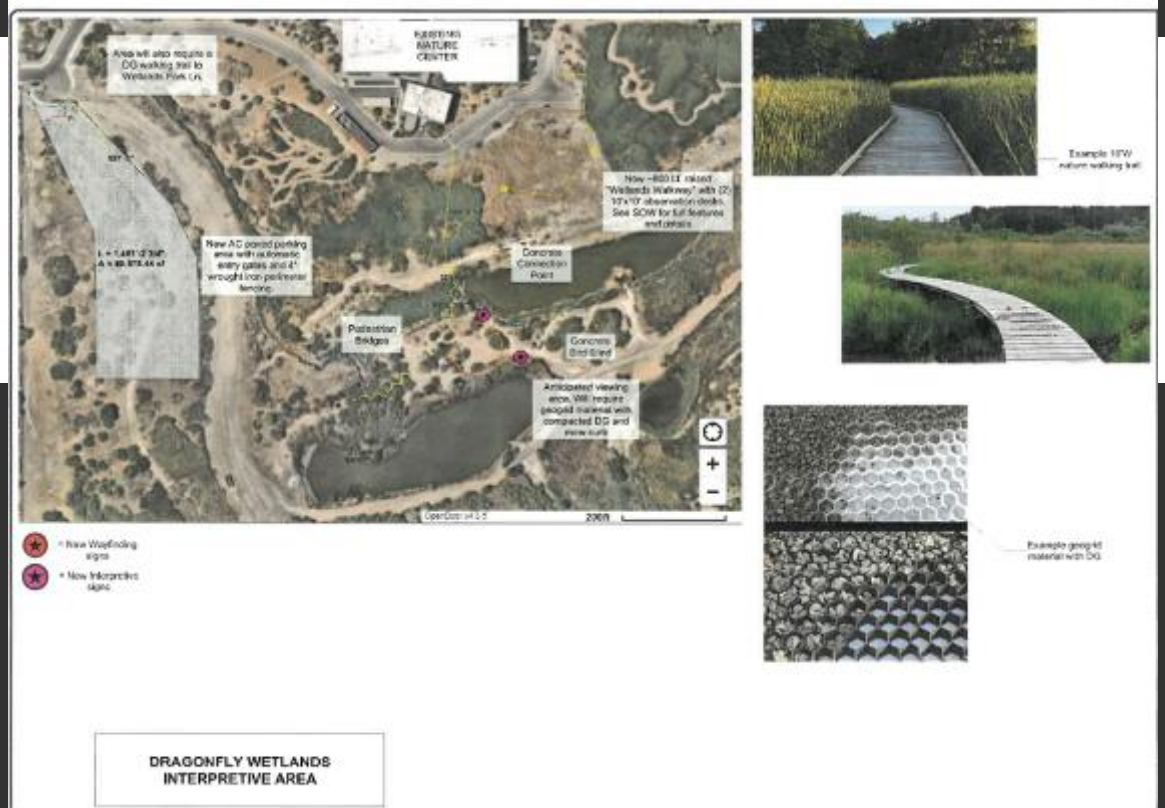 EXISTING
NATURE
CENTER
Area will also require a
DG walking trail to
Wetlands Park Ln.
Example 10'W
nature walking trail
New ~800 LF raised
"Wetlands Walkway" with (2)
10'x10' observation decks.
See SOW for full features
and details
New AC paved parking
area with automatic
entry gates and 4'
wrought iron perimeter
fencing.
Concrete
Connection
Point
Pedestrian
Bridges
Concrete
Bird Blind
Anticipated viewing
area. Will require
geogrid material with
compacted DG and
mow curb
+
−
200ft
= New Wayfinding
signs
= New Interpretive
signs
Example geogrid
material with DG
DRAGONFLY WETLANDS
INTERPRETIVE AREA